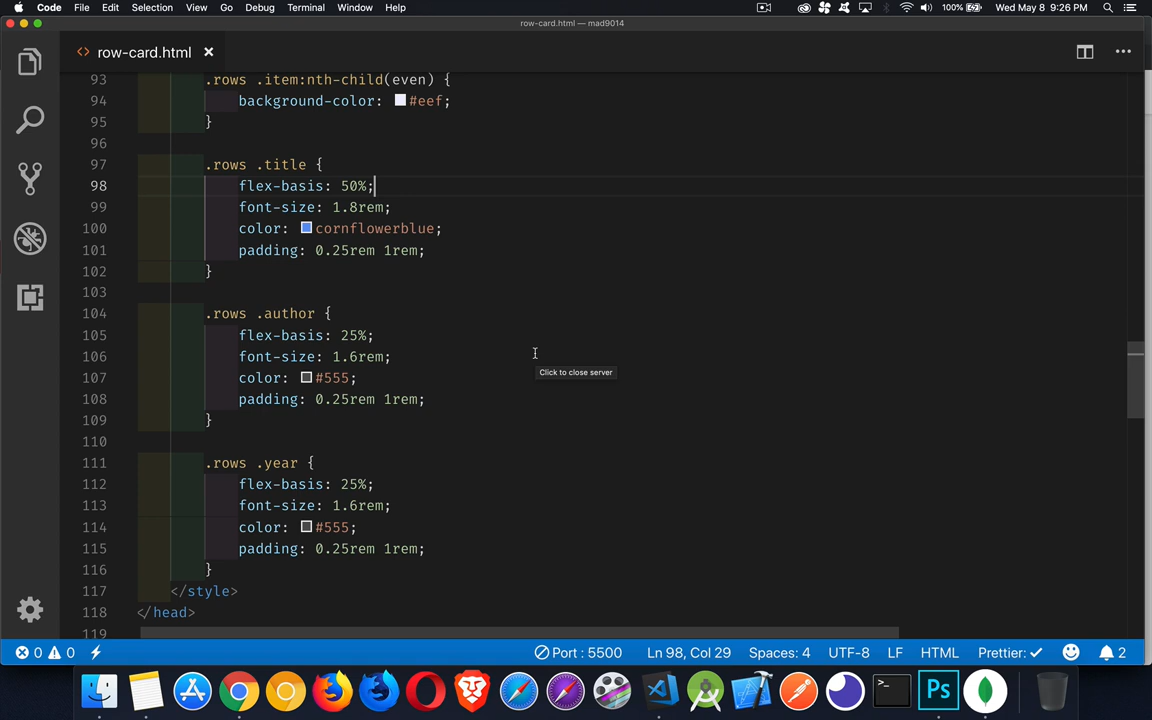 Code File Edit Selection View Go Debug Terminal Window Help 100% Wed May 8 9:26 PM
row-card.html — mad9014
<> row-card.html ×
93 .rows .item:nth-child(even) {
94 background-color: #eef;
95 }
96
97 .rows .title {
98 flex-basis: 50%;
99 font-size: 1.8rem;
100 color: cornflowerblue;
101 padding: 0.25rem 1rem;
102 }
103
104 .rows .author {
105 flex-basis: 25%;
106 font-size: 1.6rem;
107 color: #555;
108 padding: 0.25rem 1rem;
109 }
110
111 .rows .year {
112 flex-basis: 25%;
113 font-size: 1.6rem;
114 color: #555;
115 padding: 0.25rem 1rem;
116 }
117 </style>
118 </head>
119
Click to close server
0 0 Port : 5500 Ln 98, Col 29 Spaces: 4 UTF-8 LF HTML Prettier: ✓ 2
>_ Ps